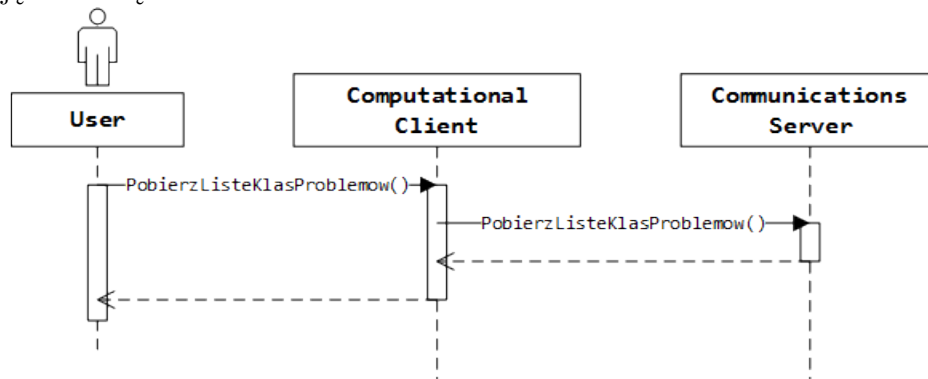 User
Computational
Client
Communications
Server
PobierzListeKlasProblemow()
PobierzListeKlasProblemow()